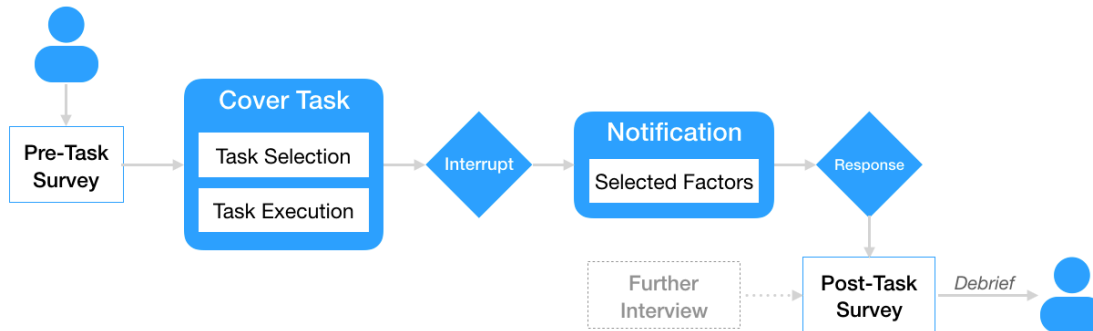 Cover Task
Pre-Task
Survey
Task Selection
Task Execution
Interrupt
Notification
Selected Factors
Response
Further
Interview
Post-Task
Survey
Debrief